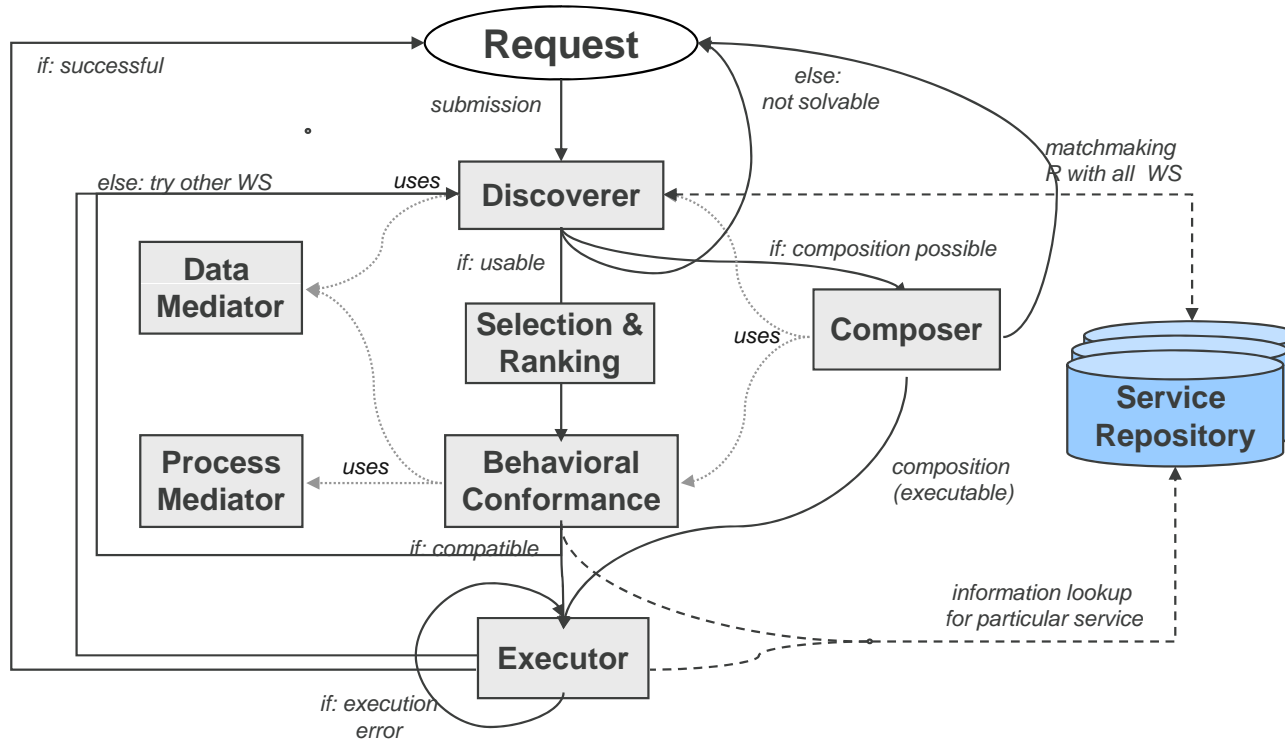 Request
if: successful
else:
not solvable
submission
matchmaking
R with all WS
else: try other WS
uses
Discoverer
if: usable
if: composition possible
Data
Mediator
Selection &
Ranking
uses
Composer
Service
Repository
Process
Mediator
uses
Behavioral
Conformance
composition
(executable)
if: compatible
information lookup
for particular service
Executor
if: execution
error